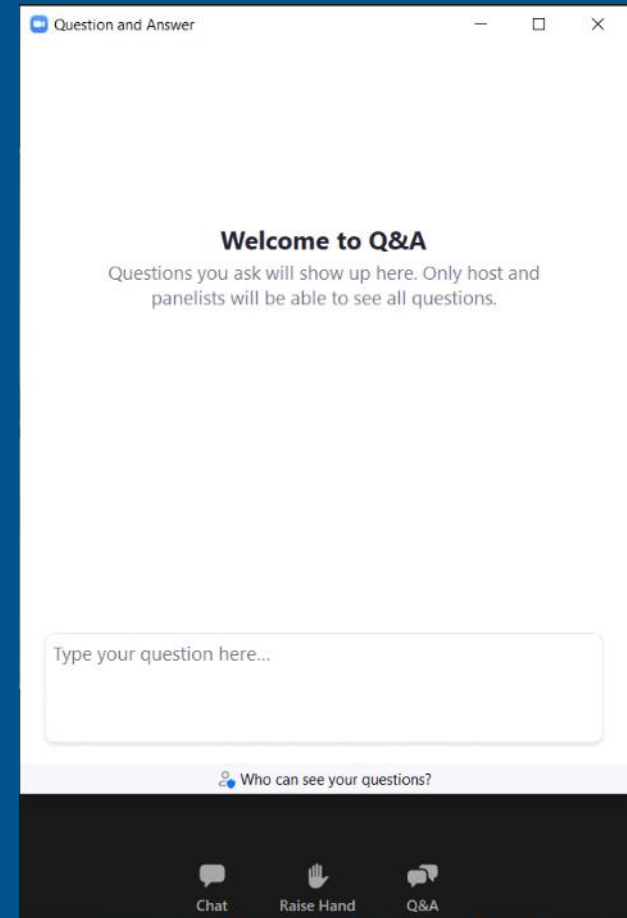 Question and Answer
Welcome to Q&A
Questions you ask will show up here. Only host and
panelists will be able to see all questions.
Type your question here...
Who can see your questions?
Chat Raise Hand Q&A